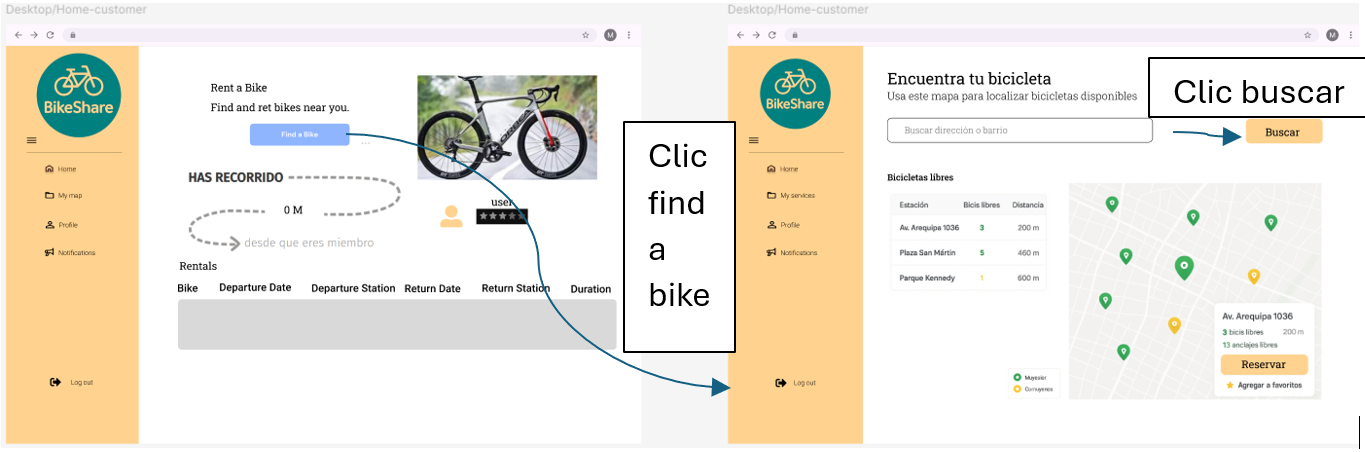 Desktop/Home-customer
M
BikeShare
Home
My map
Profile
Notifications
Log out
Rent a Bike
Find and ret bikes near you.
Find a Bike
...
ORBEA
HAS RECORRIDO
0 M
desde que eres miembro
user
Rentals
Bike Departure Date Departure Station Return Date Return Station Duration
Clic
find
a
bike
Desktop/Home-customer
M
BikeShare
Home
My services
Profile
Notifications
Log out
Encuentra tu bicicleta
Usa este mapa para localizar bicicletas disponibles
Clic buscar
Buscar dirección o barrio
Buscar
Bicicletas libres
Estación Bicis libres Distancia
Av. Arequipa 1036 3 200 m
Plaza San Mártin 5 460 m
Parque Kennedy 1 600 m
Av. Arequipa 1036
3 bicis libres 200 m
13 anclajes libres
Reservar
Agregar a favoritos